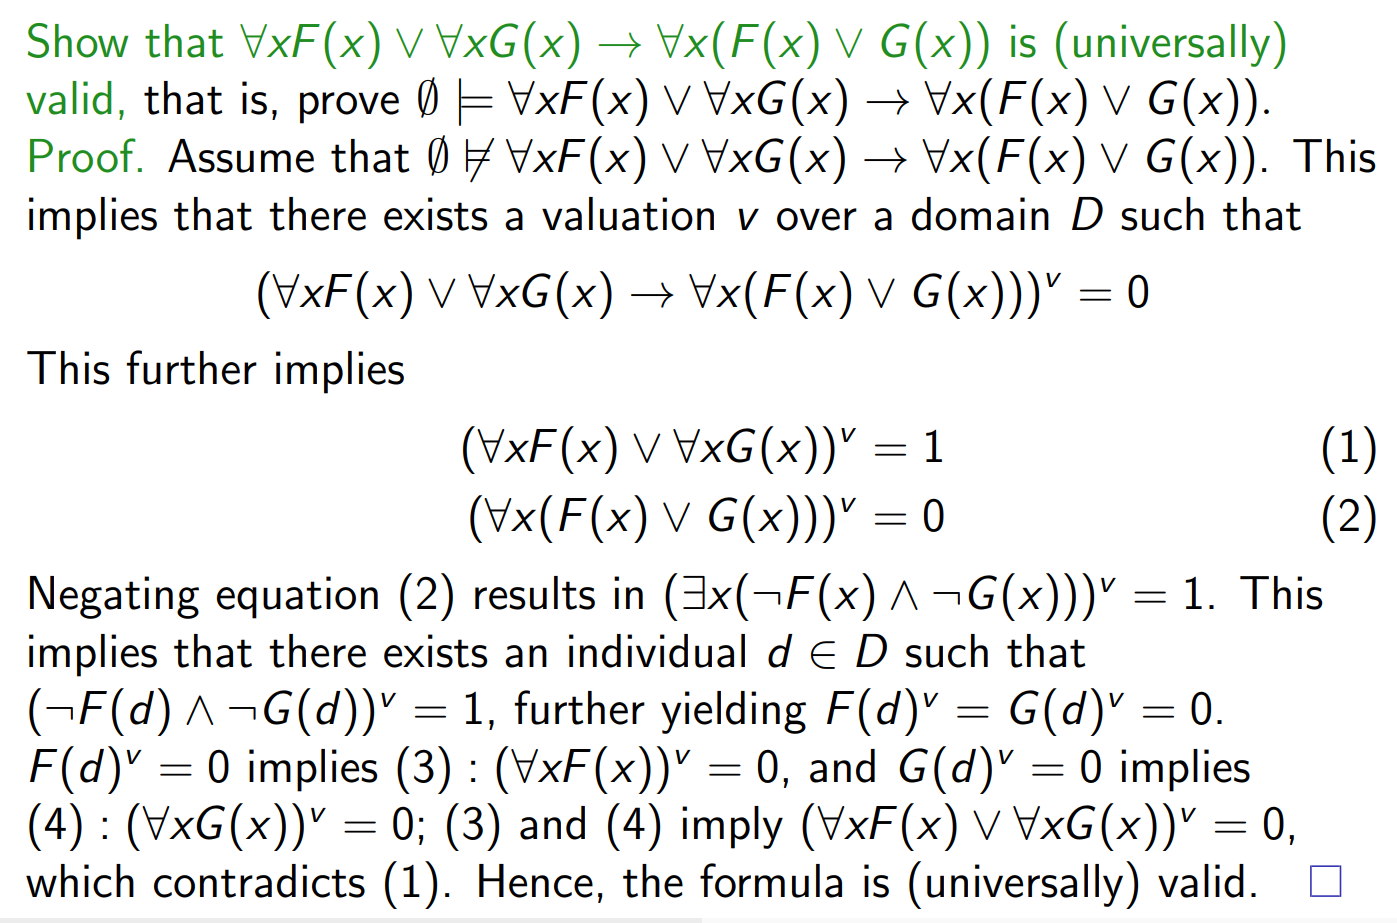 Show that ∀xF(x) ∨ ∀xG(x) → ∀x(F(x) ∨ G(x)) is (universally)
valid, that is, prove ∅ ⊨ ∀xF(x) ∨ ∀xG(x) → ∀x(F(x) ∨ G(x)).
Proof. Assume that ∅ ⊭ ∀xF(x) ∨ ∀xG(x) → ∀x(F(x) ∨ G(x)). This
implies that there exists a valuation v over a domain D such that
(∀xF(x) ∨ ∀xG(x) → ∀x(F(x) ∨ G(x)))ᵛ = 0
This further implies
(∀xF(x) ∨ ∀xG(x))ᵛ = 1 (1)
(∀x(F(x) ∨ G(x)))ᵛ = 0 (2)
Negating equation (2) results in (∃x(¬F(x) ∧ ¬G(x)))ᵛ = 1. This
implies that there exists an individual d ∈ D such that
(¬F(d) ∧ ¬G(d))ᵛ = 1, further yielding F(d)ᵛ = G(d)ᵛ = 0.
F(d)ᵛ = 0 implies (3) : (∀xF(x))ᵛ = 0, and G(d)ᵛ = 0 implies
(4) : (∀xG(x))ᵛ = 0; (3) and (4) imply (∀xF(x) ∨ ∀xG(x))ᵛ = 0,
which contradicts (1). Hence, the formula is (universally) valid. □